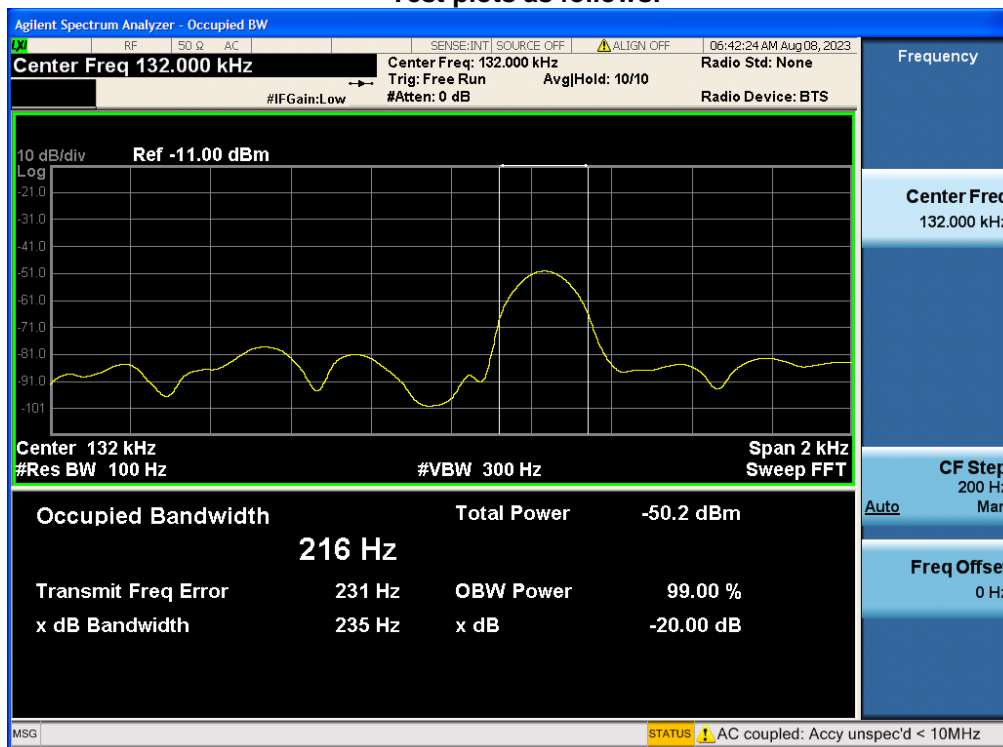 Test plots as follows:
Agilent Spectrum Analyzer - Occupied BW
LXI RF 50 Ω AC SENSE:INT SOURCE OFF ALIGN OFF 06:42:24 AM Aug 08, 2023
Center Freq 132.000 kHz
Center Freq: 132.000 kHz Radio Std: None
Trig: Free Run Avg|Hold: 10/10
#IFGain:Low #Atten: 0 dB Radio Device: BTS
Frequency
10 dB/div Ref -11.00 dBm
Log
-21.0
-31.0
-41.0
-51.0
-61.0
-71.0
-81.0
-91.0
-101
Center 132 kHz Span 2 kHz
#Res BW 100 Hz #VBW 300 Hz Sweep FFT
Center Freq
132.000 kHz
CF Step
200 Hz
Auto Man
Freq Offset
0 Hz
Occupied Bandwidth Total Power -50.2 dBm
216 Hz
Transmit Freq Error 231 Hz OBW Power 99.00 %
x dB Bandwidth 235 Hz x dB -20.00 dB
MSG STATUS AC coupled: Accy unspec'd < 10MHz